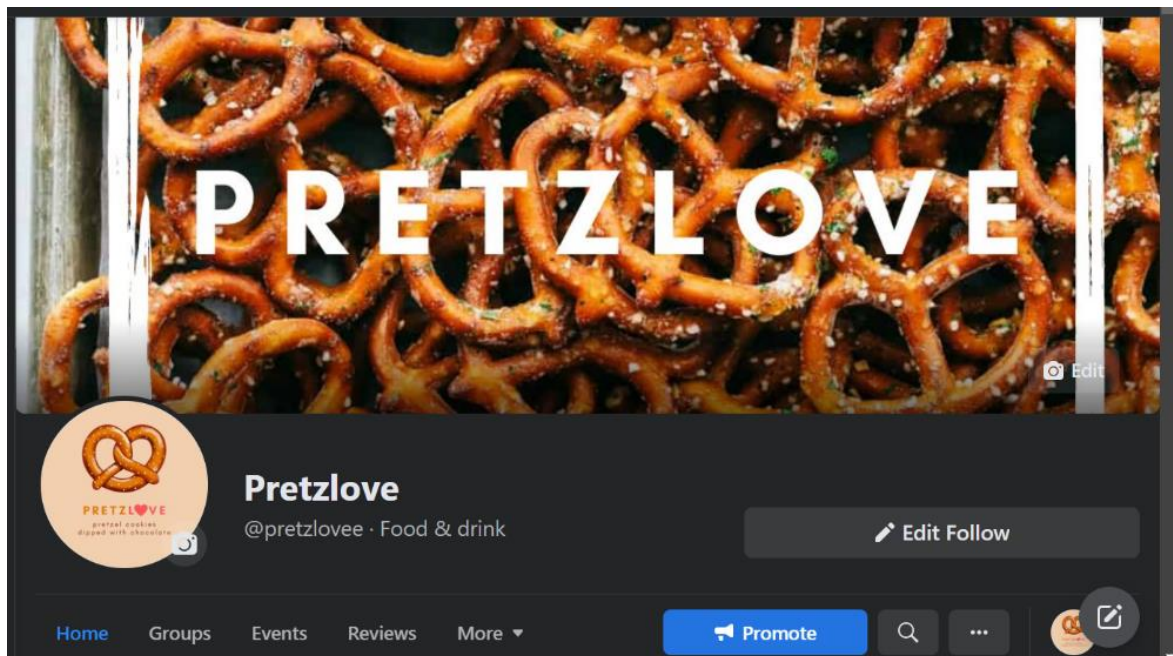 PRETZLOVE
Edit
PRETZL♥VE
pretzel cookies
dipped with chocolate
Pretzlove
@pretzlovee · Food & drink
Edit Follow
Home Groups Events Reviews More ▼ Promote ···